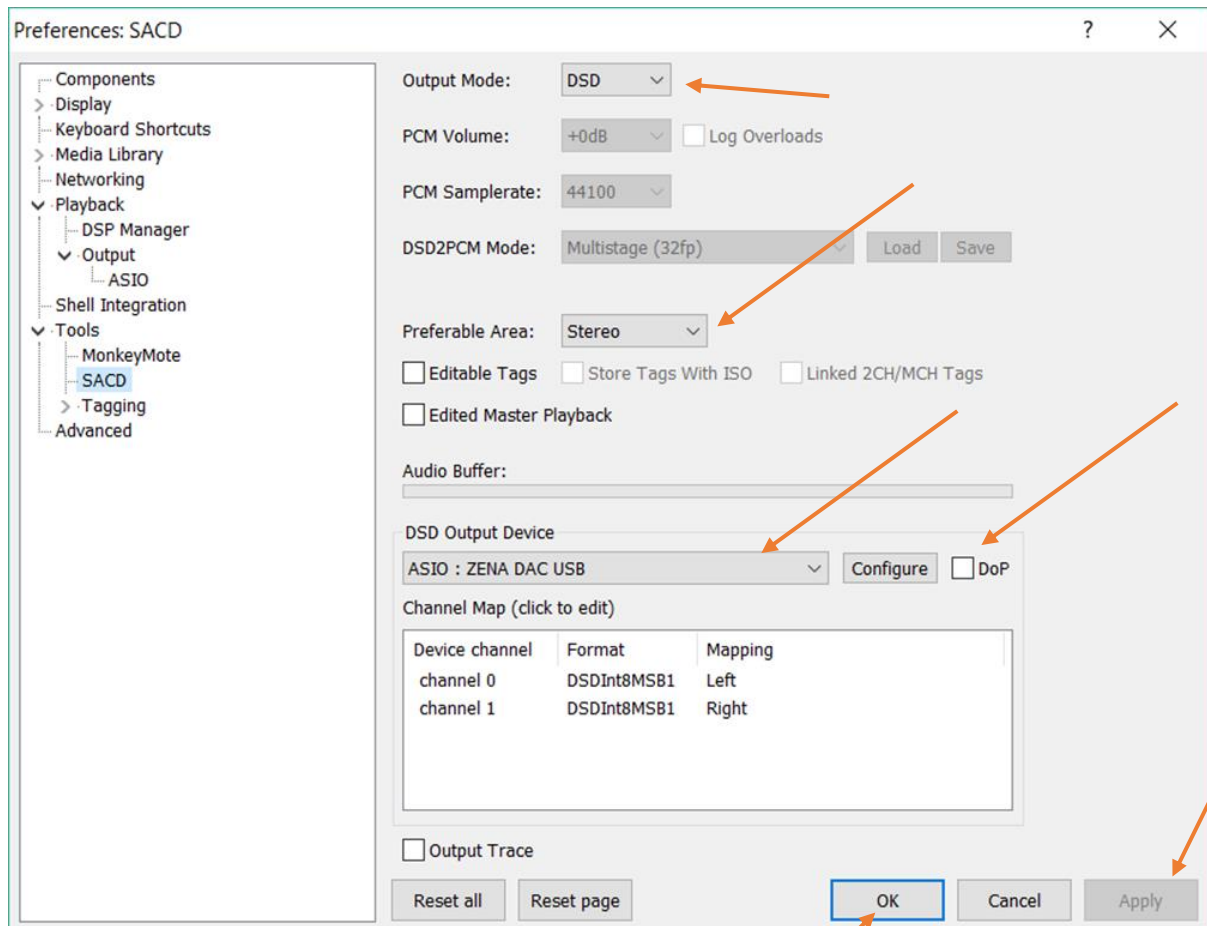 Preferences: SACD ?
Components
Display
Keyboard Shortcuts
Media Library
Networking
Playback
DSP Manager
Output
ASIO
Shell Integration
Tools
MonkeyMote
SACD
Tagging
Advanced
Output Mode: DSD
PCM Volume: +0dB Log Overloads
PCM Samplerate: 44100
DSD2PCM Mode: Multistage (32fp) Load Save
Preferable Area: Stereo
Editable Tags Store Tags With ISO Linked 2CH/MCH Tags
Edited Master Playback
Audio Buffer:
DSD Output Device
ASIO : ZENA DAC USB Configure DoP
Channel Map (click to edit)
Device channel Format Mapping
channel 0 DSDInt8MSB1 Left
channel 1 DSDInt8MSB1 Right
Output Trace
Reset all Reset page OK Cancel Apply